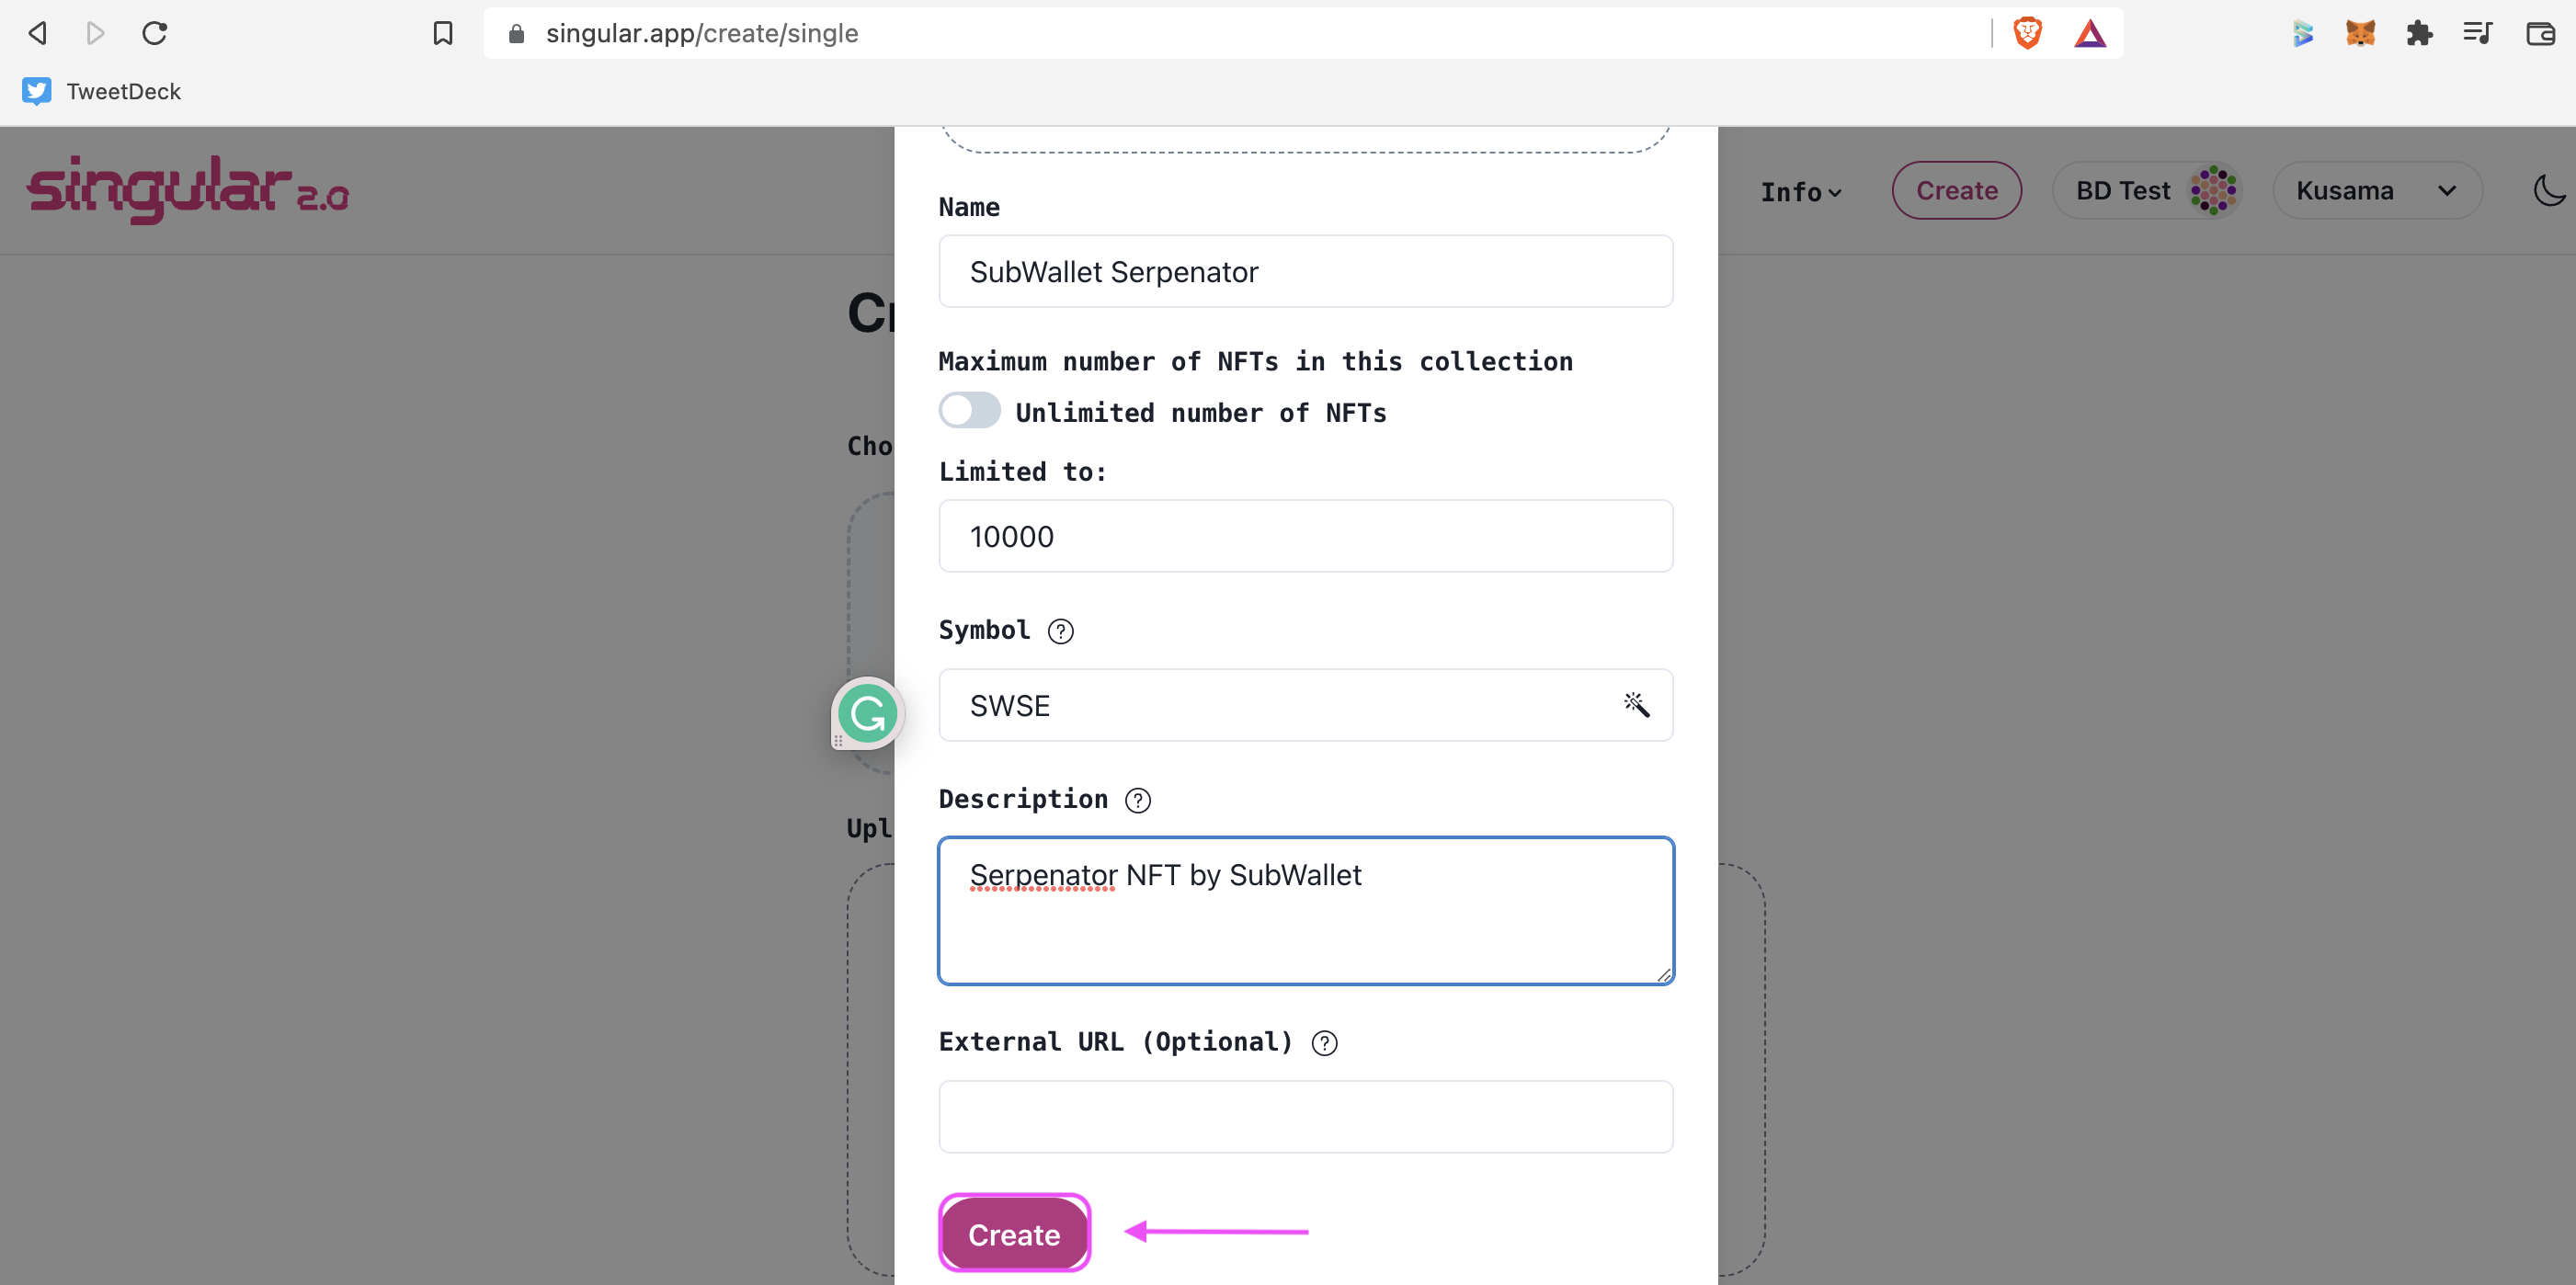 singular.app/create/single
TweetDeck
singular 2.0
Info
Create
BD Test
Kusama
Cr
Name
SubWallet Serpenator
Maximum number of NFTs in this collection
Unlimited number of NFTs
Cho
Limited to:
10000
Symbol ?
SWSE
Description ?
Upl
Serpenator NFT by SubWallet
External URL (Optional) ?
Create